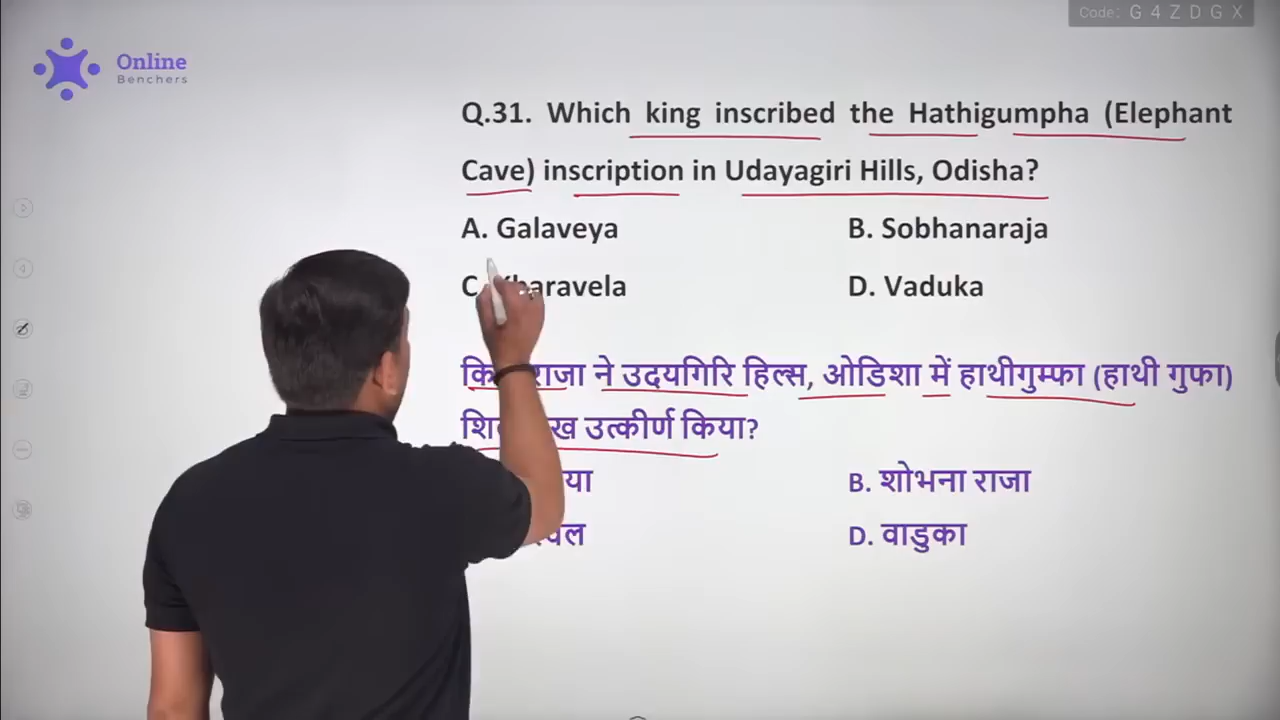 Code: G 4 Z D G X
Online
Benchers
Q.31. Which king inscribed the Hathigumpha (Elephant
Cave) inscription in Udayagiri Hills, Odisha?
A. Galaveya B. Sobhanaraja
C. Kharavela D. Vaduka
राजा ने उदयगिरि हिल्स, ओडिशा में हाथीगुम्फा (हाथी गुफा)
उत्कीर्ण किया?
B. शोभना राजा
D. वाडुका